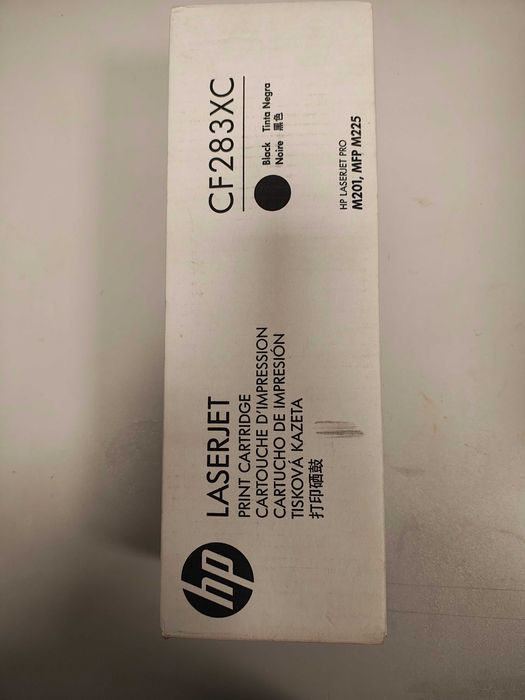 hp
LASERJET
PRINT CARTRIDGE
CARTOUCHE D'IMPRESSION
CARTUCHO DE IMPRESIÓN
TISKOVÁ KAZETA
打印硒鼓
CF283XC
Black Tinta Negra
Noire 黑色
HP LASERJET PRO
M201, MFP M225